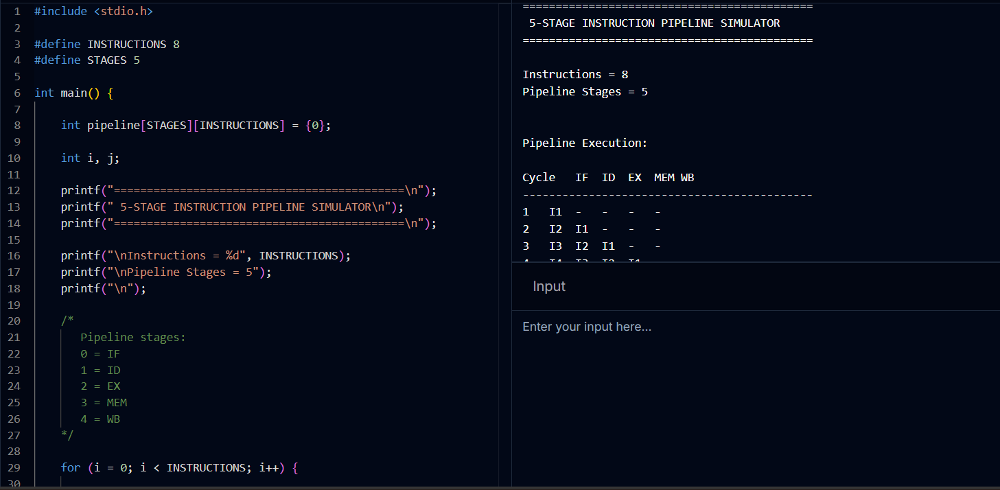 1 #include <stdio.h>
2
3 #define INSTRUCTIONS 8
4 #define STAGES 5
5
6 int main() {
7
8     int pipeline[STAGES][INSTRUCTIONS] = {0};
9
10     int i, j;
11
12     printf("============================================\n");
13     printf(" 5-STAGE INSTRUCTION PIPELINE SIMULATOR\n");
14     printf("============================================\n");
15
16     printf("\nInstructions = %d", INSTRUCTIONS);
17     printf("\nPipeline Stages = 5");
18     printf("\n");
19
20     /*
21        Pipeline stages:
22        0 = IF
23        1 = ID
24        2 = EX
25        3 = MEM
26        4 = WB
27     */
28
29     for (i = 0; i < INSTRUCTIONS; i++) {
30
============================================
 5-STAGE INSTRUCTION PIPELINE SIMULATOR
============================================
Instructions = 8
Pipeline Stages = 5
Pipeline Execution:
Cycle   IF  ID  EX  MEM WB
--------------------------------------------
1   I1  -   -   -   -
2   I2  I1  -   -   -
3   I3  I2  I1  -   -
4   I4  I3  I2  I1
Input
Enter your input here...